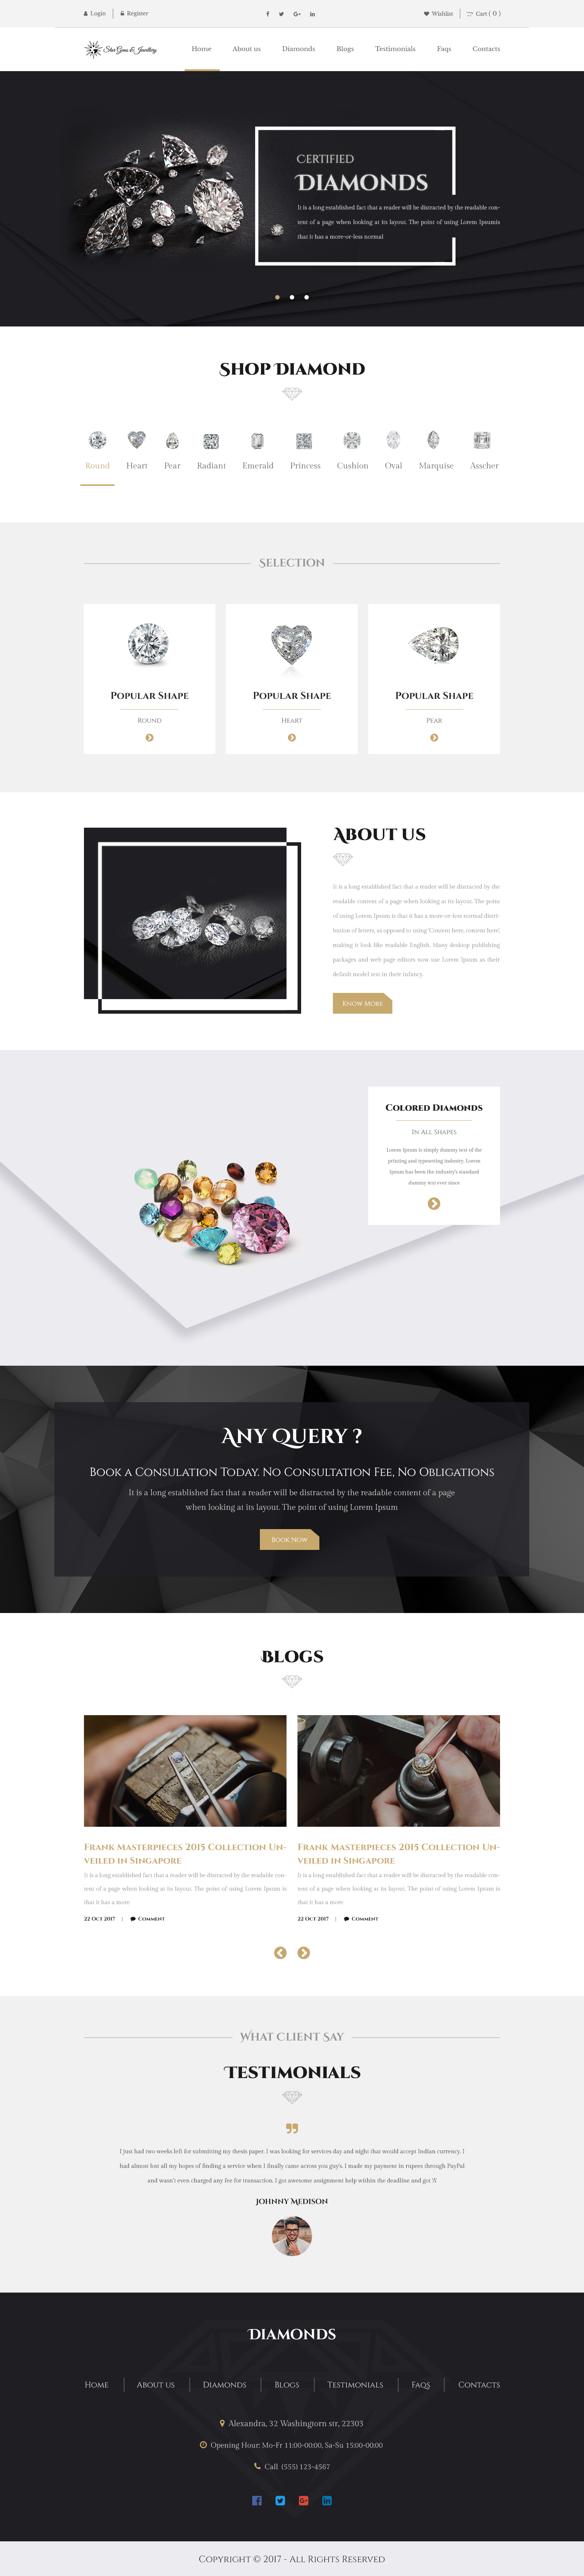 Login Register Wishlist Cart ( 0 )
Star Gems & Jewellery
Home About us Diamonds Blogs Testimonials Faqs Contacts
Certified
Diamonds
It is a long established fact that a reader will be distracted by the readable con-
tent of a page when looking at its layout. The point of using Lorem Ipsumis
that it has a more-or-less normal
Shop Diamond
Round Heart Pear Radiant Emerald Princess Cushion Oval Marquise Asscher
Selection
Popular Shape Popular Shape Popular Shape
Round Heart Pear
About us
It is a long established fact that a reader will be distracted by the
readable content of a page when looking at its layout. The point
of using Lorem Ipsum is that it has a more-or-less normal distri-
bution of letters, as opposed to using 'Content here, content here',
making it look like readable English. Many desktop publishing
packages and web page editors now use Lorem Ipsum as their
default model text in their infancy.
Know More
Colored Diamonds
In All Shapes
Lorem Ipsum is simply dummy text of the
printing and typesetting industry. Lorem
Ipsum has been the industry's standard
dummy text ever since
Any Query ?
Book a Consulation Today. No Consultation Fee, No Obligations
It is a long established fact that a reader will be distracted by the readable content of a page
when looking at its layout. The point of using Lorem Ipsum
Book Now
Blogs
Frank Masterpieces 2015 Collection Un-
veiled in Singapore
It is a long established fact that a reader will be distracted by the readable con-
tent of a page when looking at its layout. The point of using Lorem Ipsum is
that it has a more
22 Oct 2017 | Comment
Frank Masterpieces 2015 Collection Un-
veiled in Singapore
It is a long established fact that a reader will be distracted by the readable con-
tent of a page when looking at its layout. The point of using Lorem Ipsum is
that it has a more
22 Oct 2017 | Comment
What Client Say
Testimonials
I just had two weeks left for submitting my thesis paper. I was looking for services day and night that would accept Indian currency. I
had almost lost all my hopes of finding a service when I finally came across you guy's. I made my payment in rupees through PayPal
and wasn't even charged any fee for transaction. I got awesome assignment help within the deadline and got 'A'
Johnny Medison
Diamonds
Home About us Diamonds Blogs Testimonials Faqs Contacts
Alexandra, 32 Washingtorn str, 22303
Opening Hour: Mo-Fr 11:00-00:00, Sa-Su 15:00-00:00
Call (555) 123-4567
Copyright © 2017 - All Rights Reserved